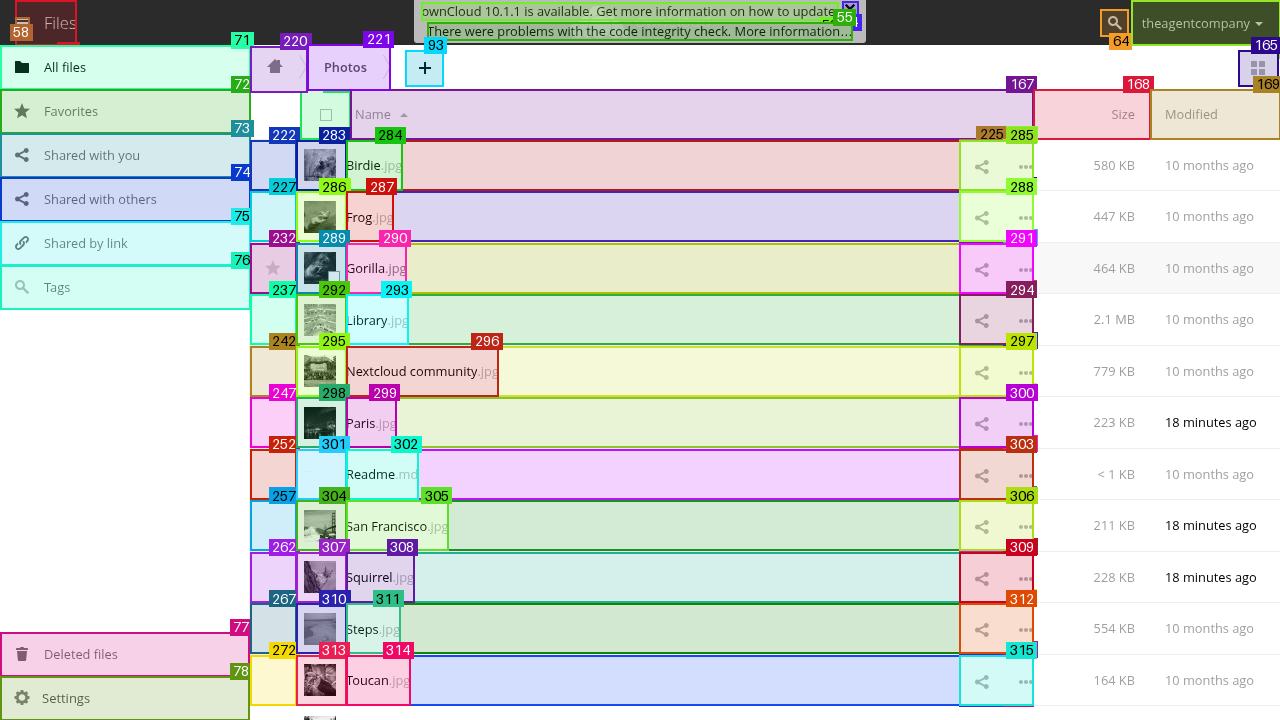 ownCloud 10.1.1 is available. Get more information on how to update
There were problems with the code integrity check. More information…
55
Files
58
theagentcompany
64
71
220
221
93
165
All files
Photos
+
72
167
168
169
Favorites
Name
Size
Modified
73
222
283
284
225
285
Shared with you
Birdie.jpg
580 KB
10 months ago
74
227
286
287
288
Shared with others
Frog.jpg
447 KB
10 months ago
75
232
289
290
291
Shared by link
Gorilla.jpg
464 KB
10 months ago
76
237
292
293
294
Tags
Library.jpg
2.1 MB
10 months ago
242
295
296
297
Nextcloud community.jpg
779 KB
10 months ago
247
298
299
300
Paris.jpg
223 KB
18 minutes ago
252
301
302
303
Readme.md
< 1 KB
10 months ago
257
304
305
306
San Francisco.jpg
211 KB
18 minutes ago
262
307
308
309
Squirrel.jpg
228 KB
18 minutes ago
267
310
311
312
Steps.jpg
554 KB
10 months ago
77
272
313
314
315
Deleted files
Toucan.jpg
164 KB
10 months ago
78
Settings